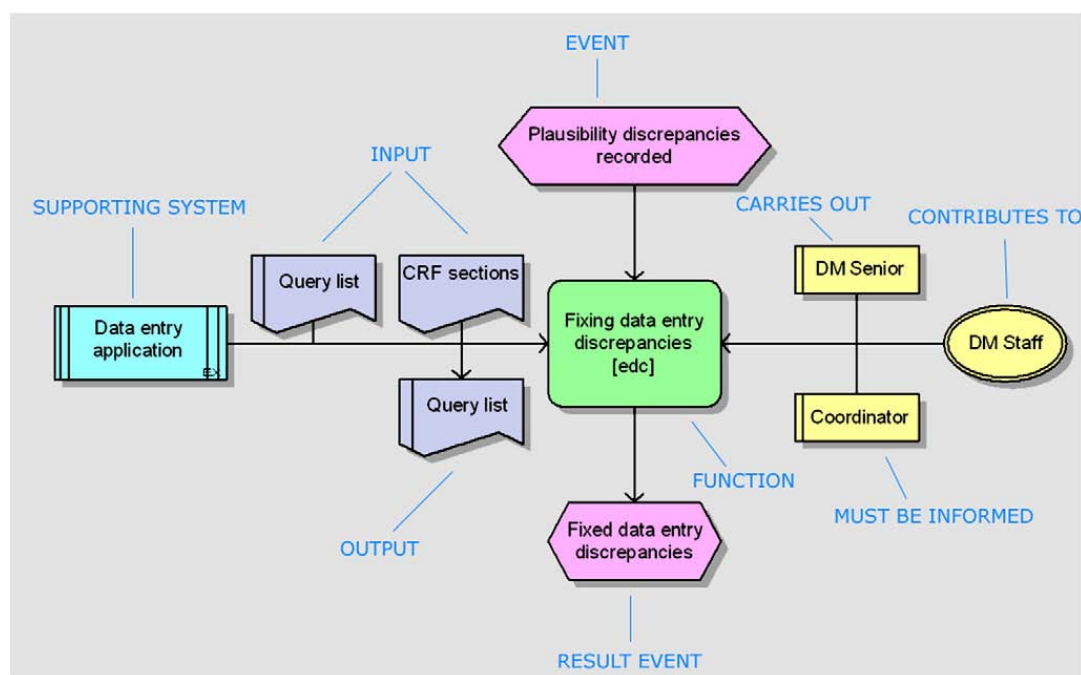 EVENT
Plausibility discrepancies
recorded
INPUT
SUPPORTING SYSTEM
CARRIES OUT
CONTRIBUTES TO
Query list
CRF sections
DM Senior
Data entry
application
EX
Fixing data entry
discrepancies
[edc]
DM Staff
Query list
Coordinator
FUNCTION
MUST BE INFORMED
OUTPUT
Fixed data entry
discrepancies
RESULT EVENT